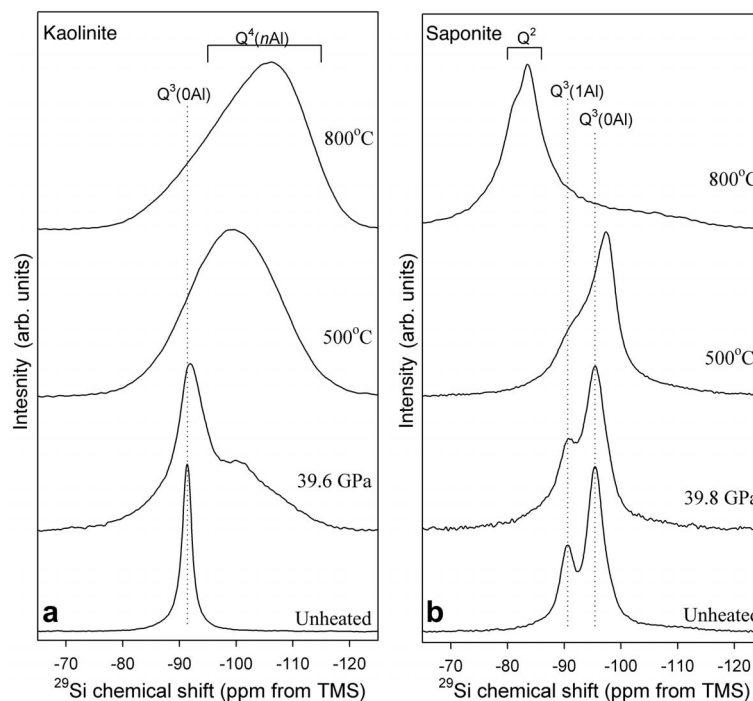 Kaolinite
Q⁴(nAl)
Q³(0Al)
800°C
500°C
39.6 GPa
Unheated
a
Intesnity (arb. units)
-70 -80 -90 -100 -110 -120
²⁹Si chemical shift (ppm from TMS)
Saponite
Q²
Q³(1Al)
Q³(0Al)
800°C
500°C
39.8 GPa
Unheated
b
Intensity (arb. units)
-70 -80 -90 -100 -110 -120
²⁹Si chemical shift (ppm from TMS)